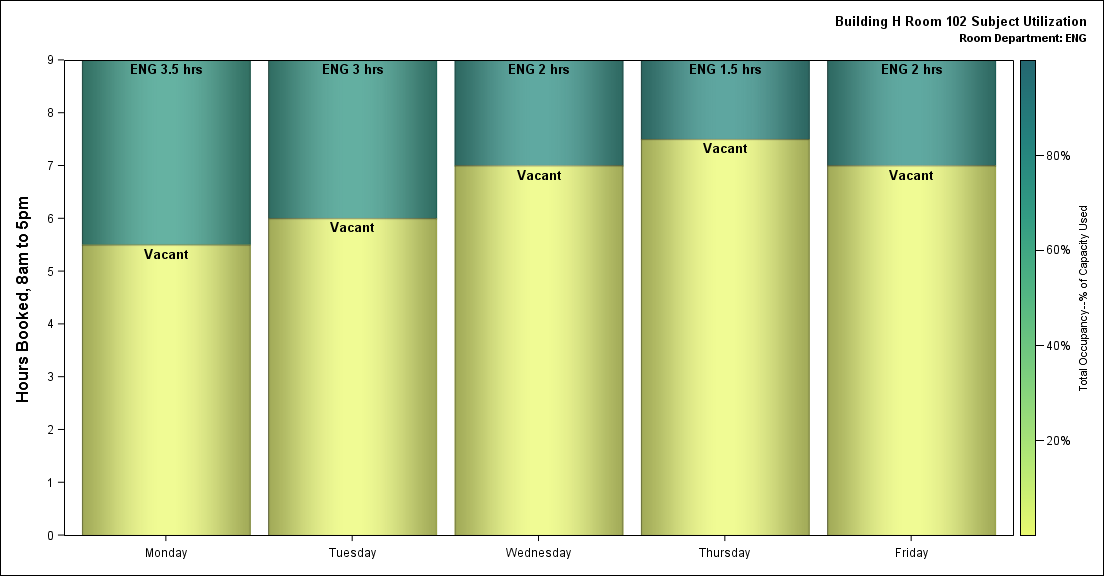 Building H Room 102 Subject Utilization
Room Department: ENG
Hours Booked, 8am to 5pm
9
8
7
6
5
4
3
2
1
0
ENG 3.5 hrs
Vacant
ENG 3 hrs
Vacant
ENG 2 hrs
Vacant
ENG 1.5 hrs
Vacant
ENG 2 hrs
Vacant
Monday
Tuesday
Wednesday
Thursday
Friday
80%
60%
40%
20%
Total Occupancy--% of Capacity Used